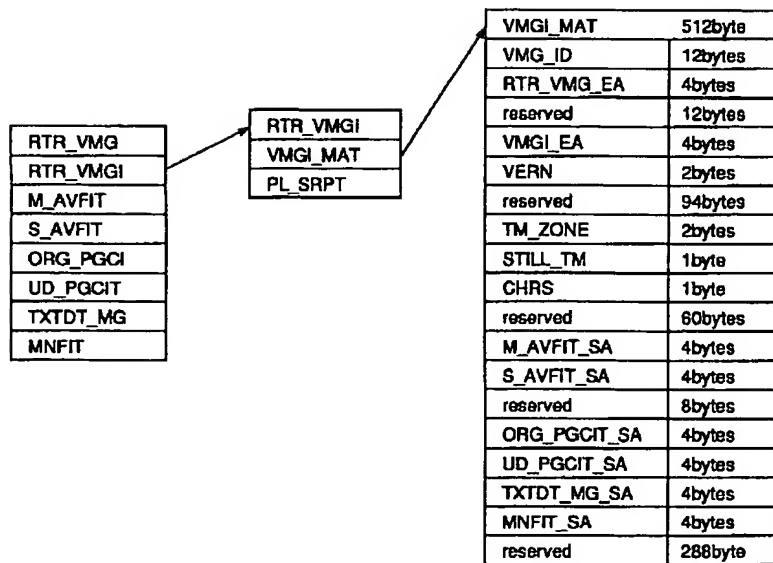 RTR_VMG
RTR_VMGI
M_AVFIT
S_AVFIT
ORG_PGCI
UD_PGCIT
TXTDT_MG
MNFIT
RTR_VMGI
VMGI_MAT
PL_SRPT
VMGI_MAT 512byte
VMG_ID 12bytes
RTR_VMG_EA 4bytes
reserved 12bytes
VMGI_EA 4bytes
VERN 2bytes
reserved 94bytes
TM_ZONE 2bytes
STILL_TM 1byte
CHRS 1byte
reserved 60bytes
M_AVFIT_SA 4bytes
S_AVFIT_SA 4bytes
reserved 8bytes
ORG_PGCIT_SA 4bytes
UD_PGCIT_SA 4bytes
TXTDT_MG_SA 4bytes
MNFIT_SA 4bytes
reserved 288byte